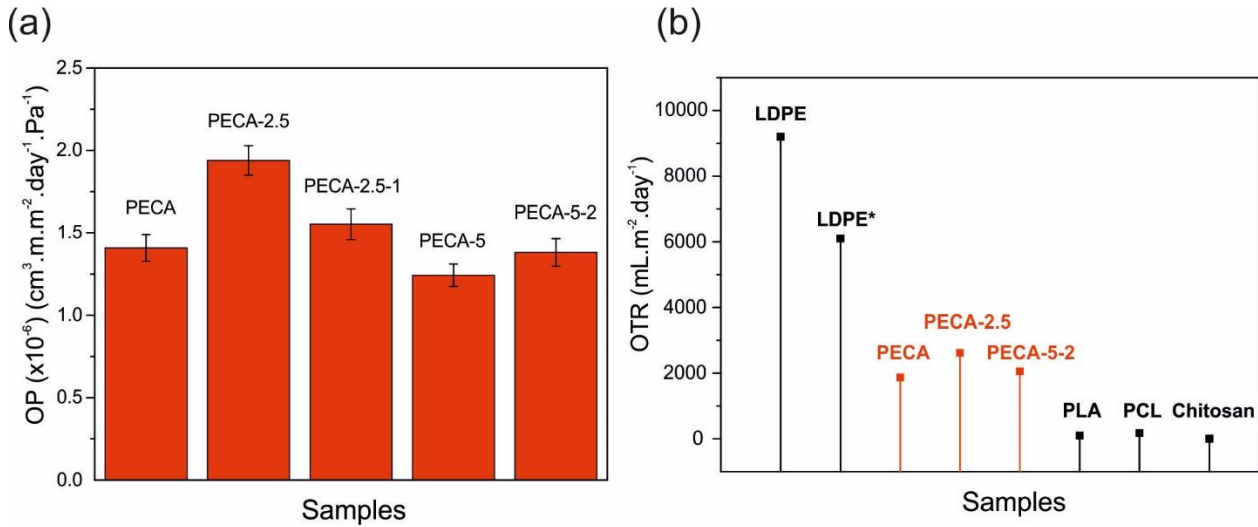 (a)
2.5
2.0
1.5
1.0
0.5
0.0
OP (x10⁻⁶) (cm³.m.m⁻².day⁻¹.Pa⁻¹)
PECA
PECA-2.5
PECA-2.5-1
PECA-5
PECA-5-2
Samples
(b)
10000
8000
6000
4000
2000
0
OTR (mL.m⁻².day⁻¹)
LDPE
LDPE*
PECA
PECA-2.5
PECA-5-2
PLA
PCL
Chitosan
Samples